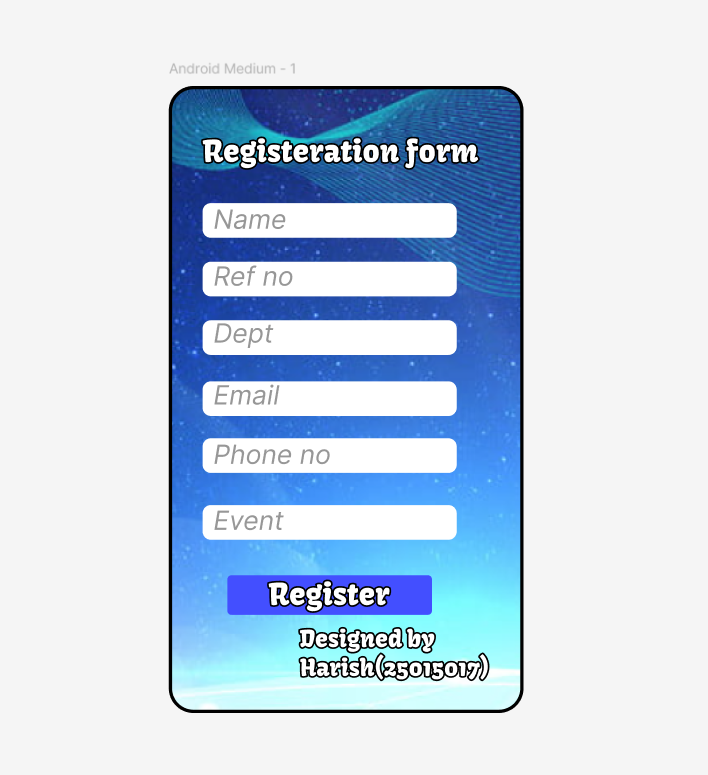 Android Medium - 1
Registeration form
Name
Ref no
Dept
Email
Phone no
Event
Register
Designed by
Harish(25015017)